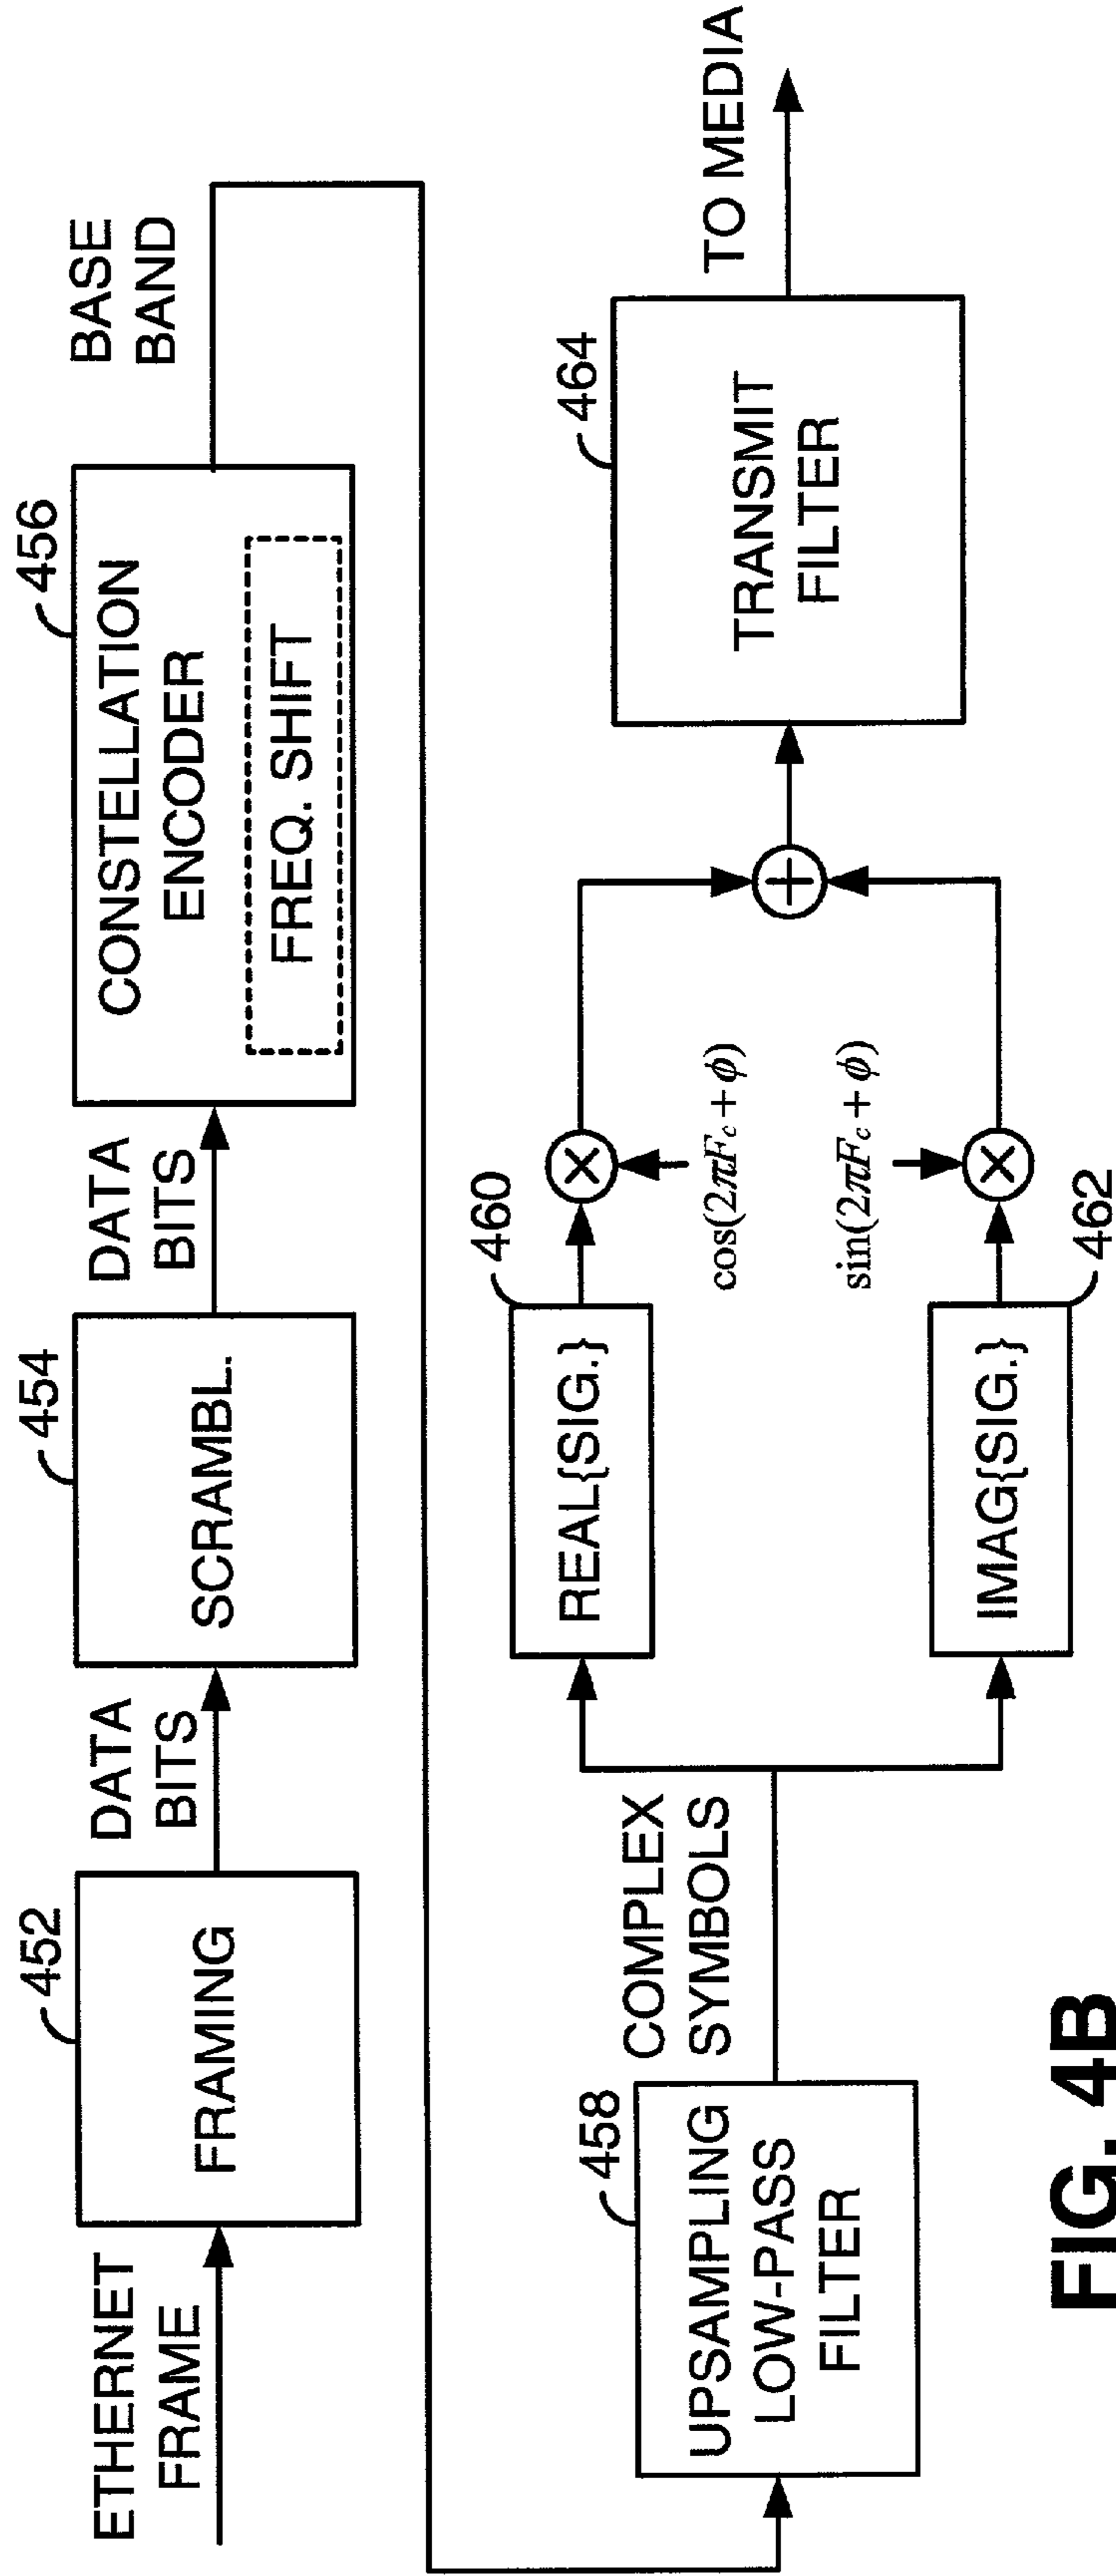 ETHERNET
FRAME
452
FRAMING
DATA
BITS
454
SCRAMBL.
DATA
BITS
456
CONSTELLATION
ENCODER
FREQ. SHIFT
BASE
BAND
458
UPSAMPLING
LOW-PASS
FILTER
COMPLEX
SYMBOLS
460
REAL{SIG.}
cos(2πF_c + ϕ)
sin(2πF_c + ϕ)
IMAG{SIG.}
462
464
TRANSMIT
FILTER
TO MEDIA
FIG. 4B